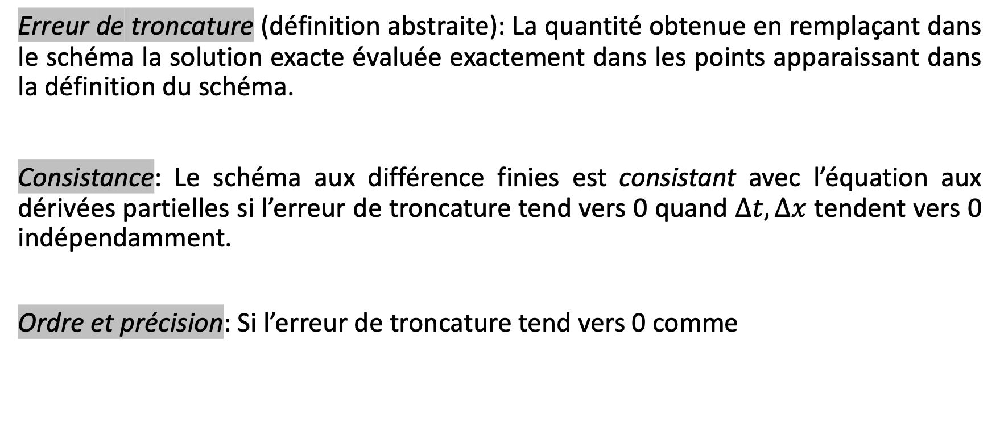 Erreur de troncature (définition abstraite): La quantité obtenue en remplaçant dans
le schéma la solution exacte évaluée exactement dans les points apparaissant dans
la définition du schéma.
Consistance: Le schéma aux différence finies est consistant avec l’équation aux
dérivées partielles si l’erreur de troncature tend vers 0 quand Δ𝑡, Δ𝑥 tendent vers 0
indépendamment.
Ordre et précision: Si l’erreur de troncature tend vers 0 comme